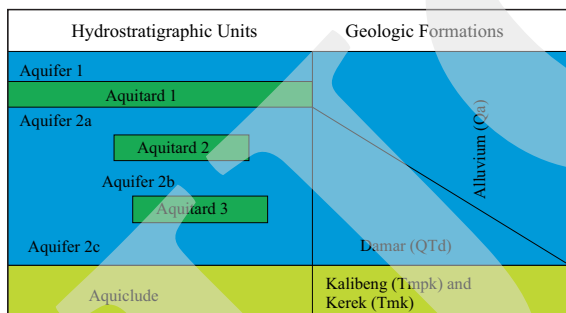 Hydrostratigraphic Units
Geologic Formations
Aquifer 1
Aquitard 1
Aquifer 2a
Aquitard 2
Aquifer 2b
Aquitard 3
Aquifer 2c
Aquiclude
Alluvium (Qa)
Damar (QTd)
Kalibeng (Tmpk) and
Kerek (Tmk)